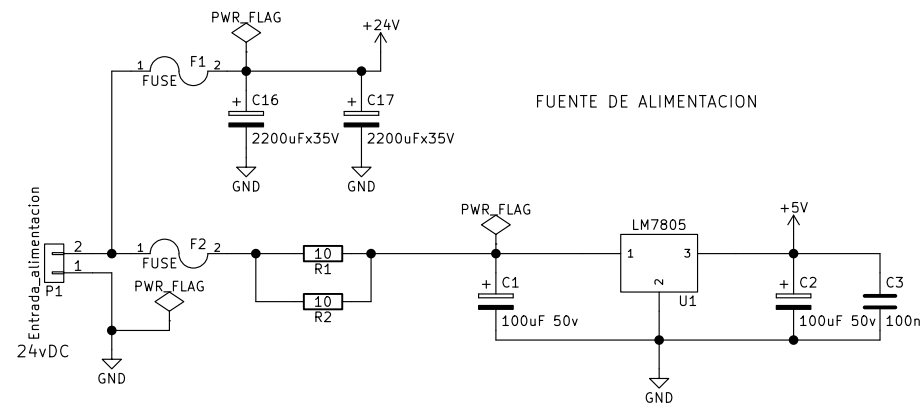 PWR_FLAG
+24V
1 F1 2
FUSE
+ C16
2200uFx35V
GND
+ C17
2200uFx35V
GND
FUENTE DE ALIMENTACION
Entrada_alimentacion
2
1
P1
24vDC
1 F2 2
FUSE
PWR_FLAG
GND
10
R1
10
R2
PWR_FLAG
+ C1
100uF 50v
LM7805
1 3
2
U1
GND
+5V
+ C2
100uF 50v
C3
100n